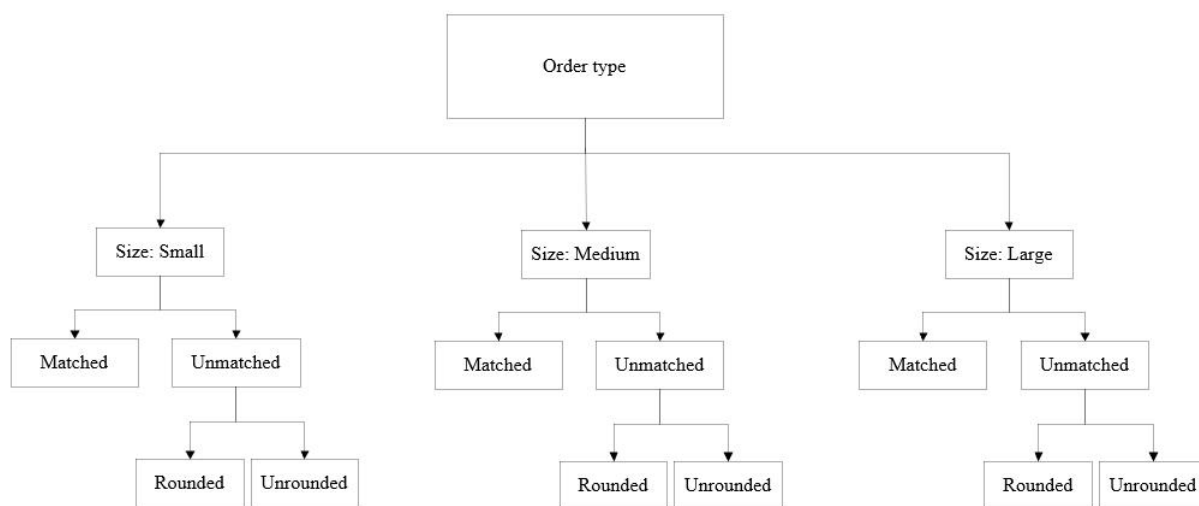 Order type
Size: Small
Size: Medium
Size: Large
Matched
Unmatched
Matched
Unmatched
Matched
Unmatched
Rounded
Unrounded
Rounded
Unrounded
Rounded
Unrounded